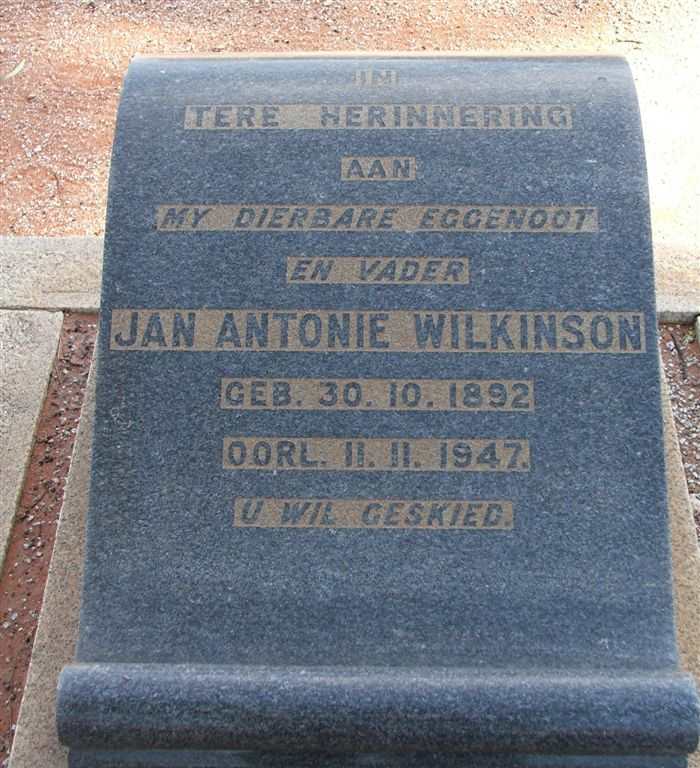 IN
TERE HERINNERING
AAN
MY DIERBARE EGGENOOT
EN VADER
JAN ANTONIE WILKINSON
GEB. 30. 10. 1892
OORL. 11. 11. 1947.
U WIL GESKIED.